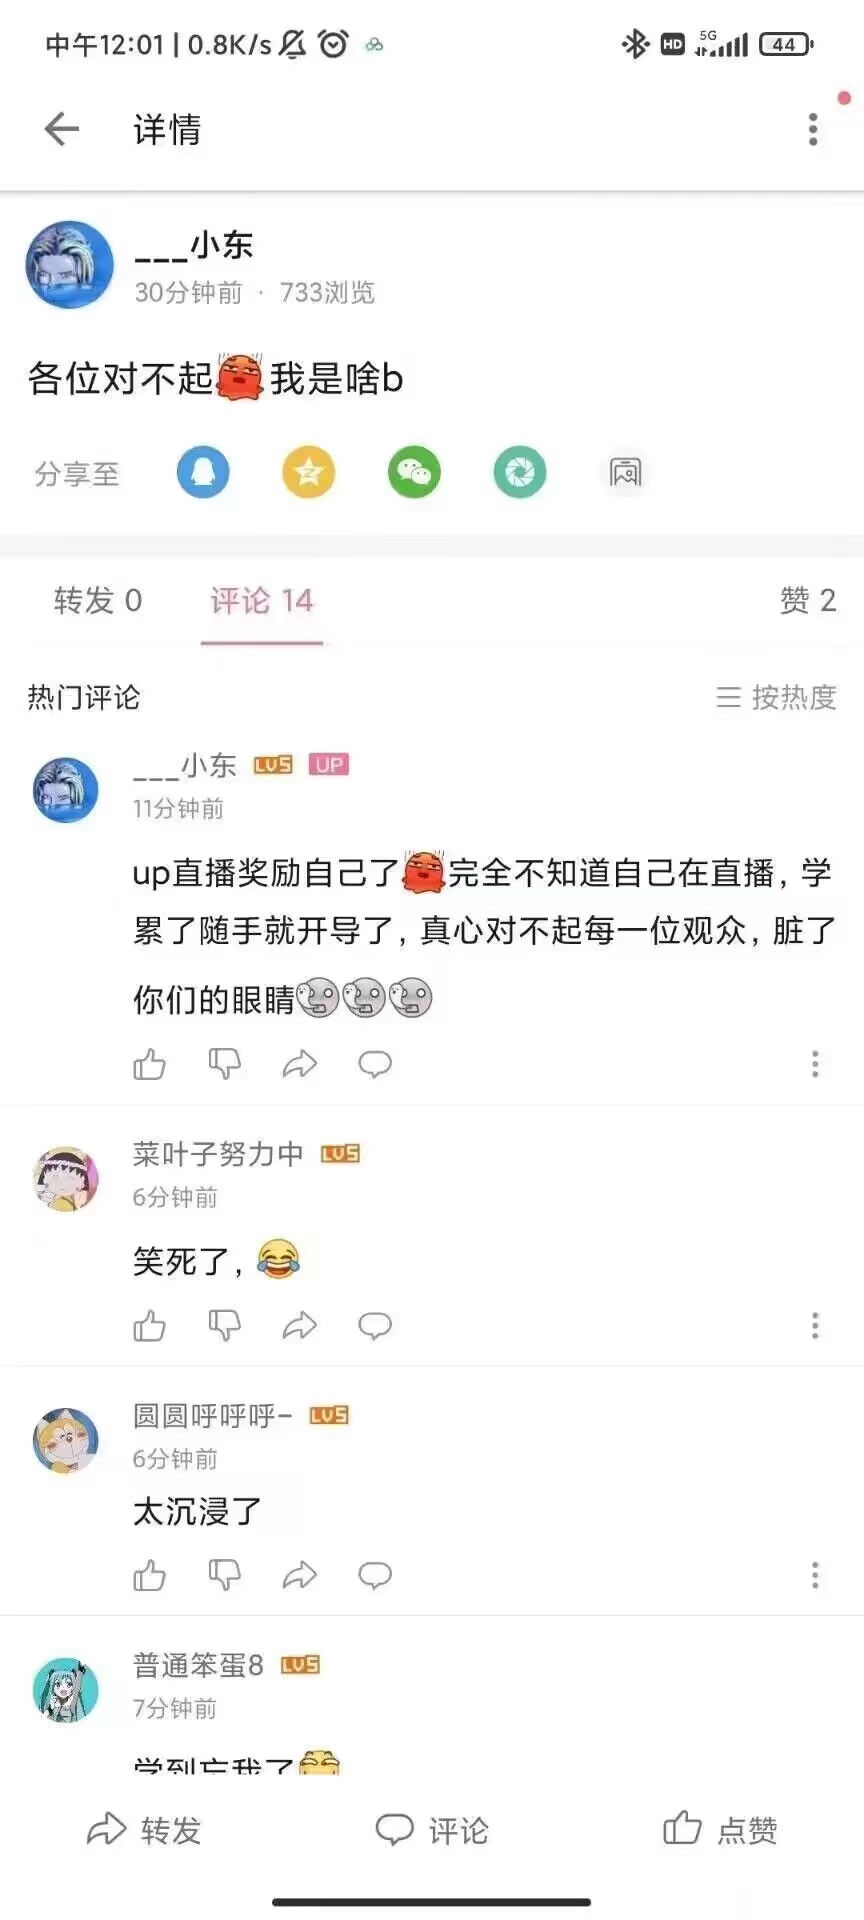 中午12:01 | 0.8K/s
HD 5G 44
详情
___小东
30分钟前 · 733浏览
各位对不起我是啥b
分享至
转发 0 评论 14 赞 2
热门评论 按热度
___小东 LV5 UP
11分钟前
up直播奖励自己了完全不知道自己在直播, 学
累了随手就开导了, 真心对不起每一位观众, 脏了
你们的眼睛
菜叶子努力中 LV5
6分钟前
笑死了,
圆圆呼呼呼- LV5
6分钟前
太沉浸了
普通笨蛋8 LV5
7分钟前
学到忘我了
转发 评论 点赞